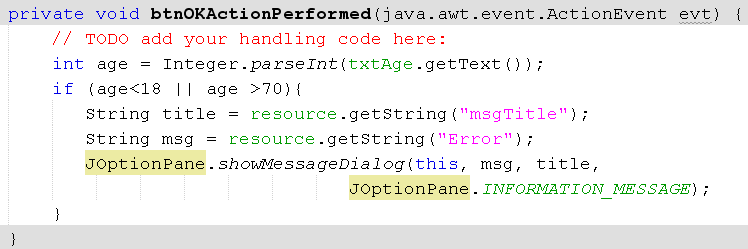 private void btnOKActionPerformed(java.awt.event.ActionEvent evt) {
// TODO add your handling code here:
int age = Integer.parseInt(txtAge.getText());
if (age<18 || age >70){
String title = resource.getString("msgTitle");
String msg = resource.getString("Error");
JOptionPane.showMessageDialog(this, msg, title,
JOptionPane.INFORMATION_MESSAGE);
}
}